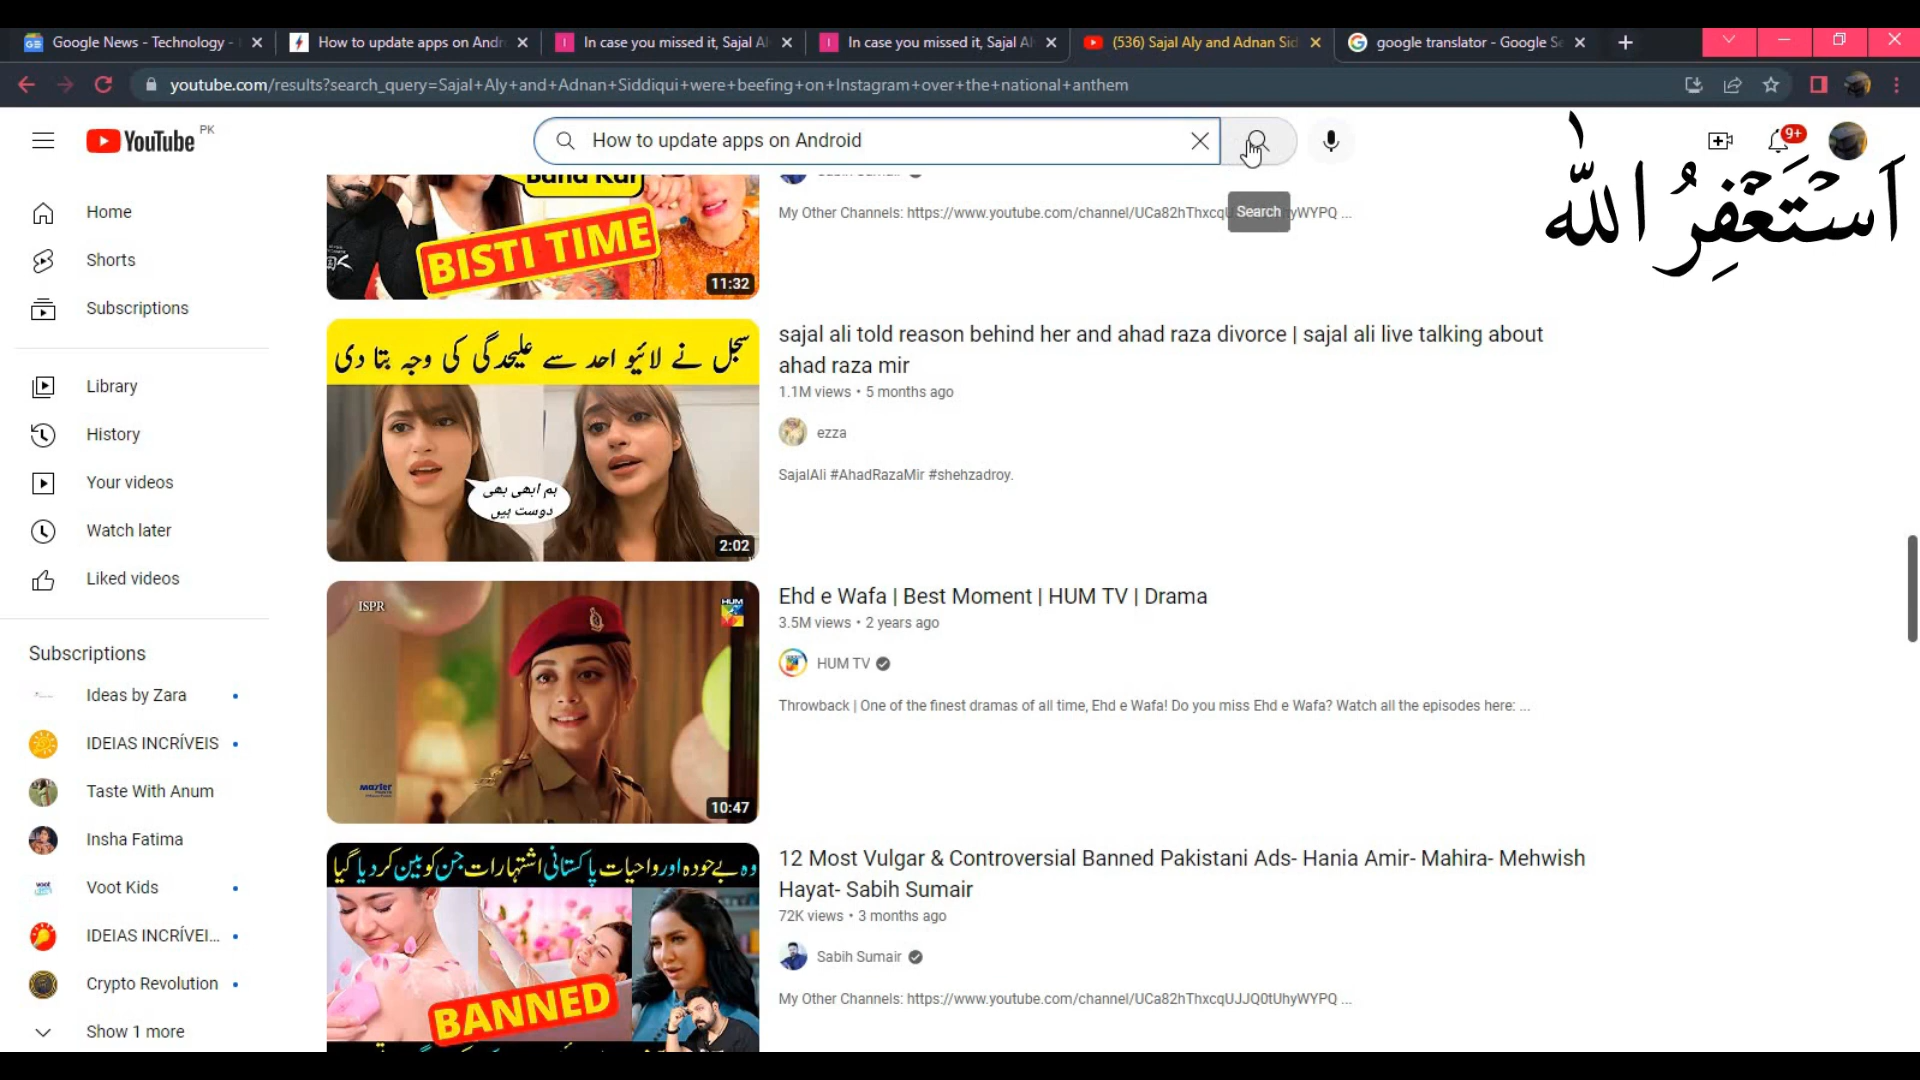 Google News - Technology -
How to update apps on Andr
In case you missed it, Sajal Al
In case you missed it, Sajal Al
(536) Sajal Aly and Adnan Sid
google translator - Google Se
youtube.com/results?search_query=Sajal+Aly+and+Adnan+Siddiqui+were+beefing+on+Instagram+over+the+national+anthem
YouTube PK
How to update apps on Android
9+
Search
اَسْتَغْفِرُ اللّٰه
Home
Shorts
Subscriptions
Library
History
Your videos
Watch later
Liked videos
Subscriptions
Ideas by Zara
IDEIAS INCRÍVEIS
Taste With Anum
Insha Fatima
Voot Kids
IDEIAS INCRÍVEI...
Crypto Revolution
Show 1 more
BISTI TIME
11:32
My Other Channels: https://www.youtube.com/channel/UCa82hThxcqU yWYPQ ...
سجل نے لائیو احد سے علیحدگی کی وجہ بتا دی
ہم ابھی بھی
دوست ہیں
2:02
sajal ali told reason behind her and ahad raza divorce | sajal ali live talking about
ahad raza mir
1.1M views • 5 months ago
ezza
SajalAli #AhadRazaMir #shehzadroy.
ISPR
HUM
Master
10:47
Ehd e Wafa | Best Moment | HUM TV | Drama
3.5M views • 2 years ago
HUM TV
Throwback | One of the finest dramas of all time, Ehd e Wafa! Do you miss Ehd e Wafa? Watch all the episodes here: ...
وہ بے ہودہ اور واحیات پاکستانی اشتہارات جن کو بین کر دیا گیا
BANNED
12 Most Vulgar & Controversial Banned Pakistani Ads- Hania Amir- Mahira- Mehwish
Hayat- Sabih Sumair
72K views • 3 months ago
Sabih Sumair
My Other Channels: https://www.youtube.com/channel/UCa82hThxcqUJJQ0tUhyWYPQ ...